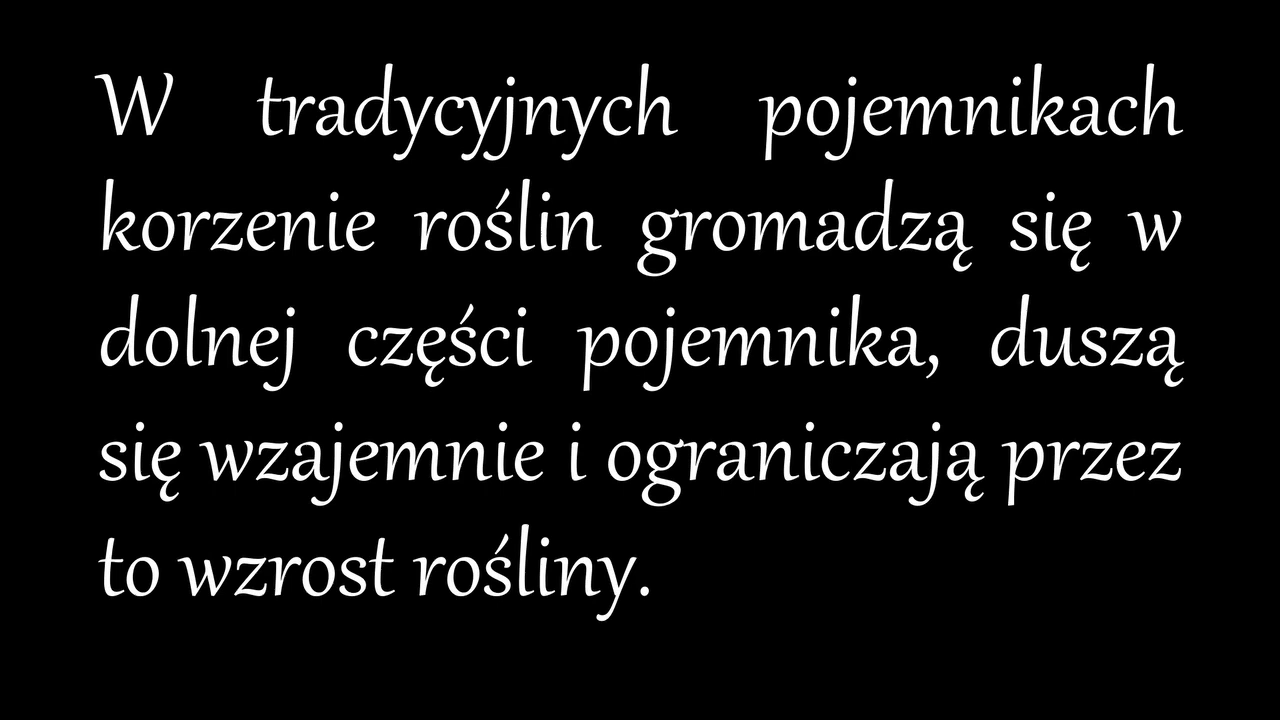 W tradycyjnych pojemnikach
korzenie roślin gromadzą się w
dolnej części pojemnika, duszą
się wzajemnie i ograniczają przez
to wzrost rośliny.